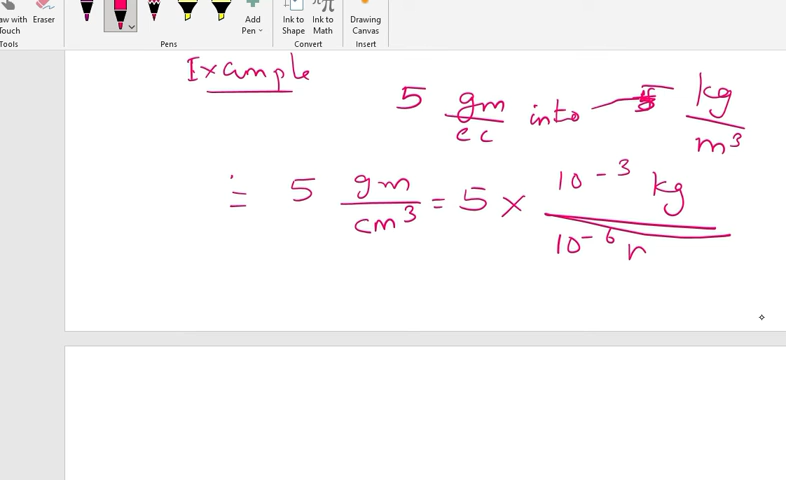 aw with Eraser
Touch
Add
Pen
Ink to Ink to
Shape Math
Drawing
Canvas
Tools Pens Convert Insert
Example
5 gm/cc into kg/m³
= 5 gm/cm³ = 5 × 10⁻³ kg/10⁻⁶ r